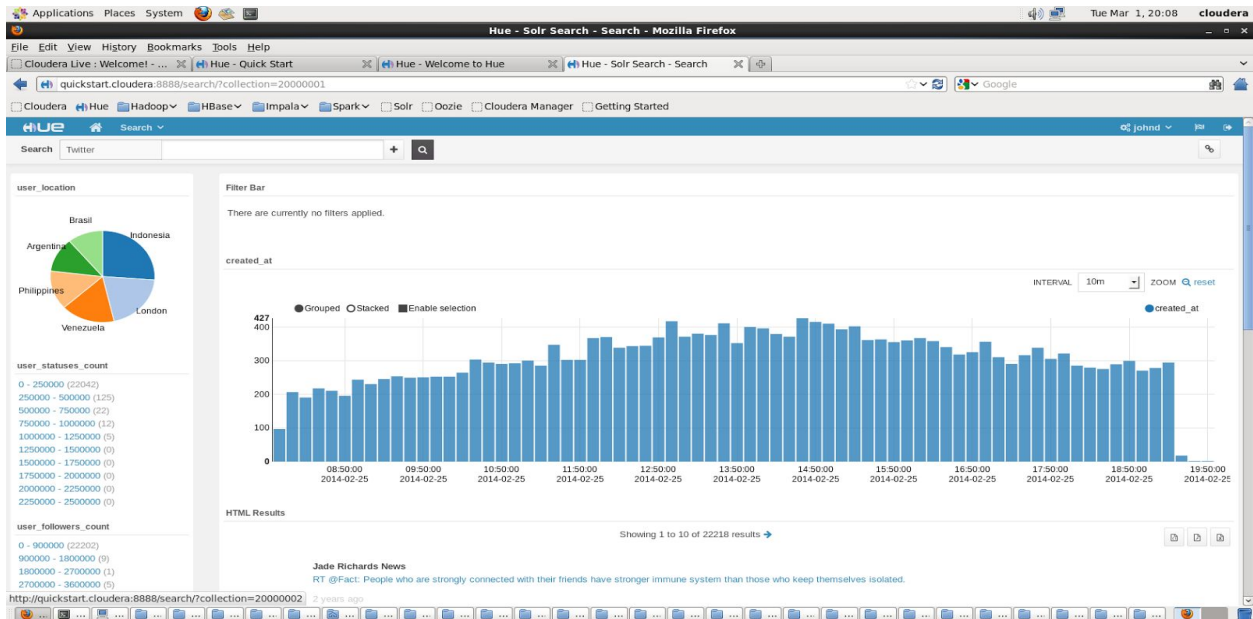 Applications Places System Tue Mar 1, 20:08 cloudera
Hue - Solr Search - Search - Mozilla Firefox
File Edit View History Bookmarks Tools Help
Cloudera Live : Welcome! - ... Hue - Quick Start Hue - Welcome to Hue Hue - Solr Search - Search
quickstart.cloudera:8888/search/?collection=20000001 Google
Cloudera Hue Hadoop HBase Impala Spark Solr Oozie Cloudera Manager Getting Started
HUE Search johnd
Search Twitter
user_location
Brasil
Indonesia
Argentina
Philippines
London
Venezuela
user_statuses_count
0 - 250000 (22042)
250000 - 500000 (125)
500000 - 750000 (22)
750000 - 1000000 (12)
1000000 - 1250000 (5)
1250000 - 1500000 (0)
1500000 - 1750000 (0)
1750000 - 2000000 (0)
2000000 - 2250000 (0)
2250000 - 2500000 (0)
user_followers_count
0 - 900000 (22202)
900000 - 1800000 (9)
1800000 - 2700000 (1)
2700000 - 3600000 (5)
Filter Bar
There are currently no filters applied.
created_at
INTERVAL 10m ZOOM reset
Grouped Stacked Enable selection created_at
427
400
300
200
100
0
08:50:00 09:50:00 10:50:00 11:50:00 12:50:00 13:50:00 14:50:00 15:50:00 16:50:00 17:50:00 18:50:00 19:50:00
2014-02-25 2014-02-25 2014-02-25 2014-02-25 2014-02-25 2014-02-25 2014-02-25 2014-02-25 2014-02-25 2014-02-25 2014-02-25 2014-02-25
HTML Results
Showing 1 to 10 of 22218 results
Jade Richards News
RT @Fact: People who are strongly connected with their friends have stronger immune system than those who keep themselves isolated.
2 years ago
http://quickstart.cloudera:8888/search/?collection=20000002